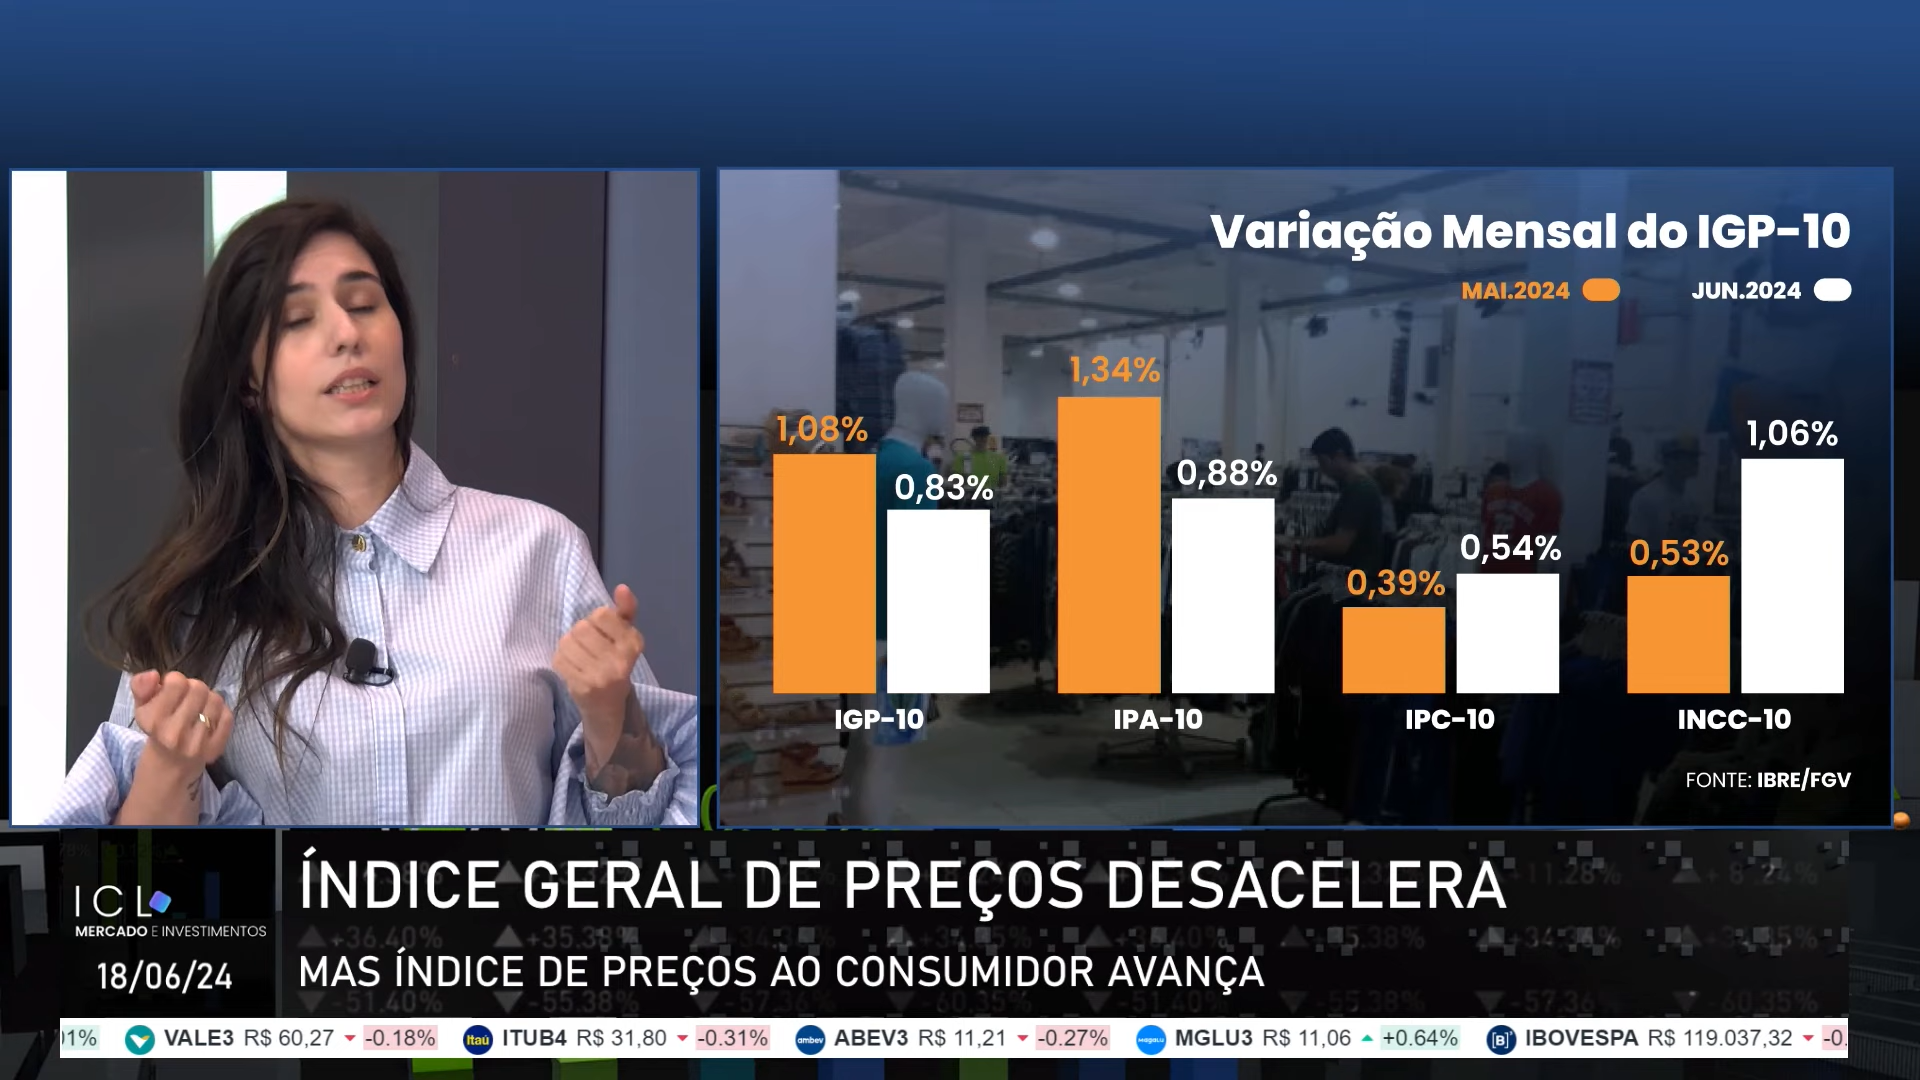 Variação Mensal do IGP-10
MAI.2024 JUN.2024
1,08% 0,83% 1,34% 0,88% 0,39% 0,54% 0,53% 1,06%
IGP-10 IPA-10 IPC-10 INCC-10
FONTE: IBRE/FGV
ÍNDICE GERAL DE PREÇOS DESACELERA
MAS ÍNDICE DE PREÇOS AO CONSUMIDOR AVANÇA
ICL
MERCADO E INVESTIMENTOS
18/06/24
VALE3 R$ 60,27 -0.18% Itaú ITUB4 R$ 31,80 -0.31% ambev ABEV3 R$ 11,21 -0.27% MGLU3 R$ 11,06 +0.64% [B] IBOVESPA R$ 119.037,32